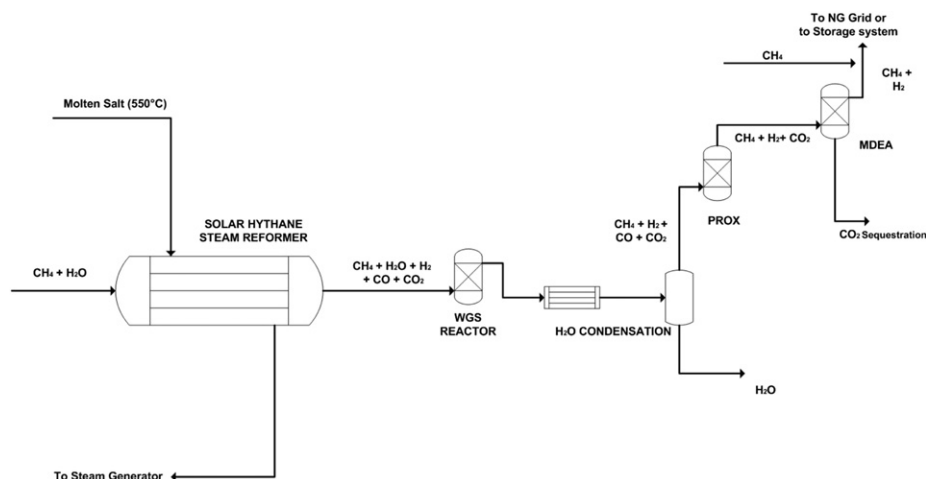 To NG Grid or
to Storage system
CH₄
CH₄ +
H₂
Molten Salt (550°C)
CH₄ + H₂+ CO₂
MDEA
PROX
SOLAR HYTHANE
STEAM REFORMER
CH₄ + H₂ +
CO + CO₂
CO₂ Sequestration
CH₄ + H₂O
CH₄ + H₂O + H₂
+ CO + CO₂
WGS
REACTOR
H₂O CONDENSATION
H₂O
To Steam Generator